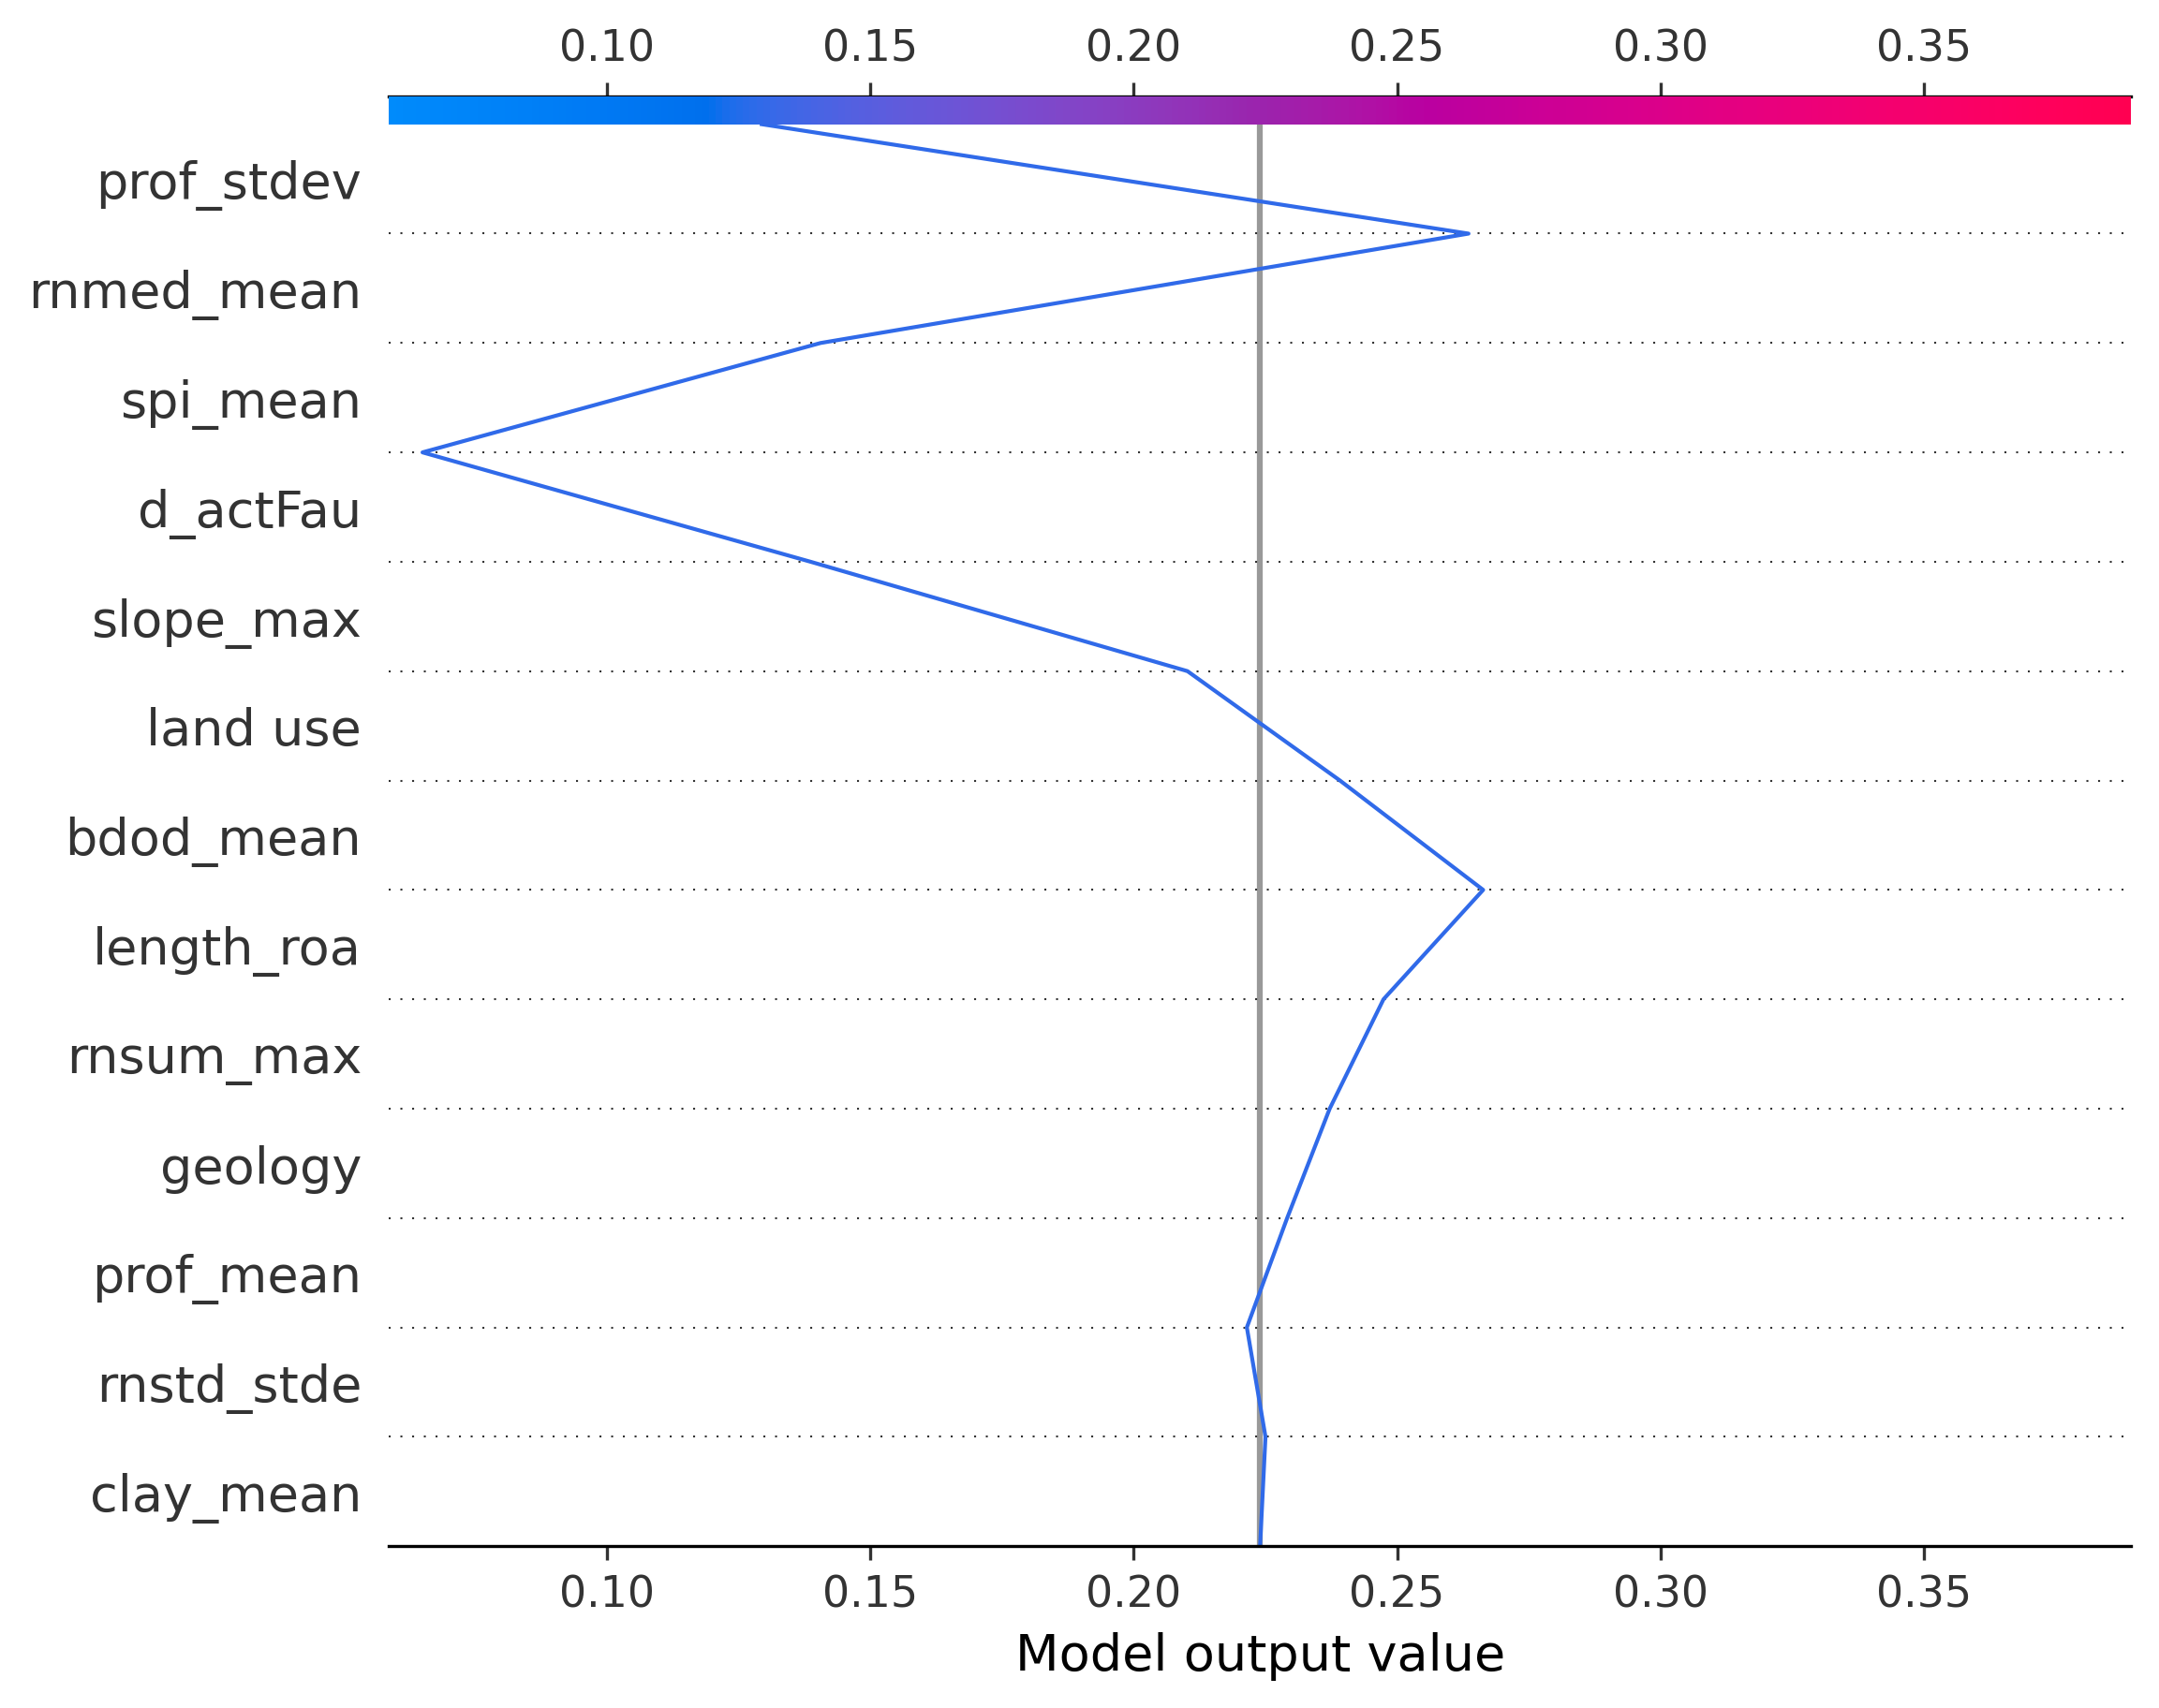 0.10 0.15 0.20 0.25 0.30 0.35
prof_stdev
rnmed_mean
spi_mean
d_actFau
slope_max
land use
bdod_mean
length_roa
rnsum_max
geology
prof_mean
rnstd_stde
clay_mean
0.10 0.15 0.20 0.25 0.30 0.35
Model output value